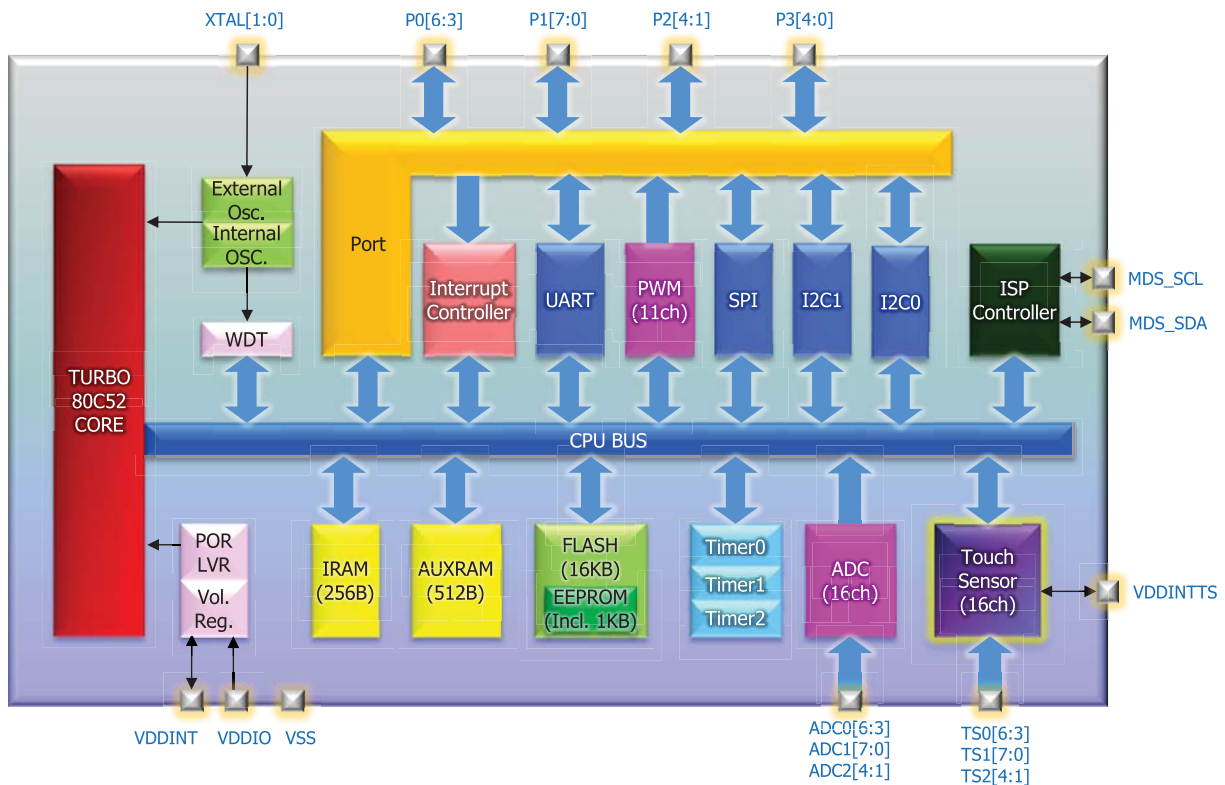 XTAL[1:0]
P0[6:3]
P1[7:0]
P2[4:1]
P3[4:0]
External
Osc.
Internal
OSC.
WDT
TURBO
80C52
CORE
Port
Interrupt
Controller
UART
PWM
(11ch)
SPI
I2C1
I2C0
ISP
Controller
MDS_SCL
MDS_SDA
CPU BUS
POR
LVR
Vol.
Reg.
IRAM
(256B)
AUXRAM
(512B)
FLASH
(16KB)
EEPROM
(Incl. 1KB)
Timer0
Timer1
Timer2
ADC
(16ch)
Touch
Sensor
(16ch)
VDDINTTS
VDDINT
VDDIO
VSS
ADC0[6:3]
ADC1[7:0]
ADC2[4:1]
TS0[6:3]
TS1[7:0]
TS2[4:1]